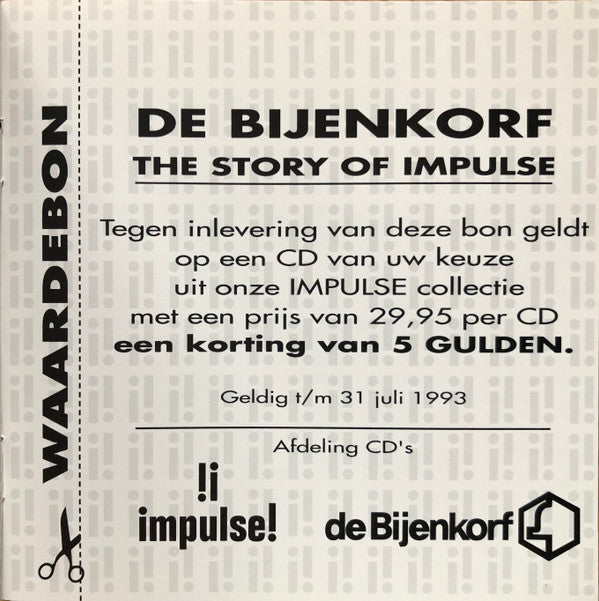 WAARDEBON
DE BIJENKORF
THE STORY OF IMPULSE
Tegen inlevering van deze bon geldt
op een CD van uw keuze
uit onze IMPULSE collectie
met een prijs van 29,95 per CD
een korting van 5 GULDEN.
Geldig t/m 31 juli 1993
Afdeling CD's
!i
impulse!
de Bijenkorf